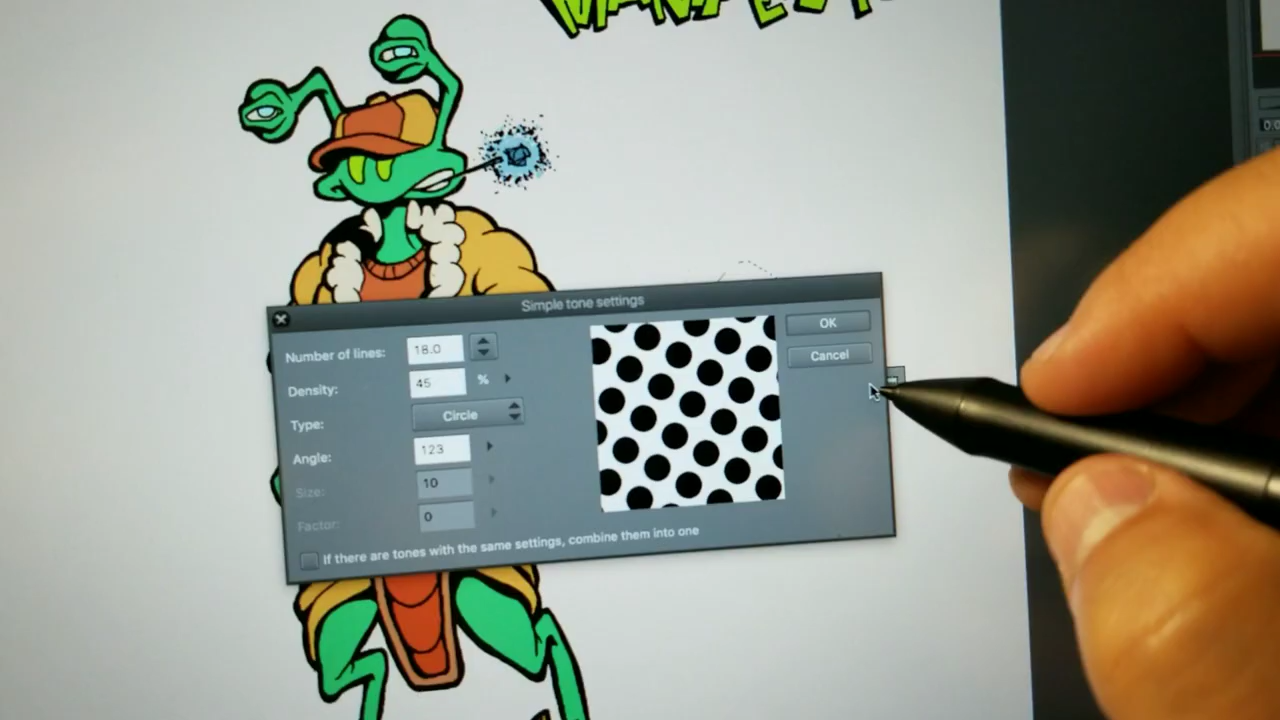 Simple tone settings
Number of lines: 18.0
OK
Density: 45 %
Cancel
Type: Circle
Angle: 123
Size: 10
Factor: 0
If there are tones with the same settings, combine them into one